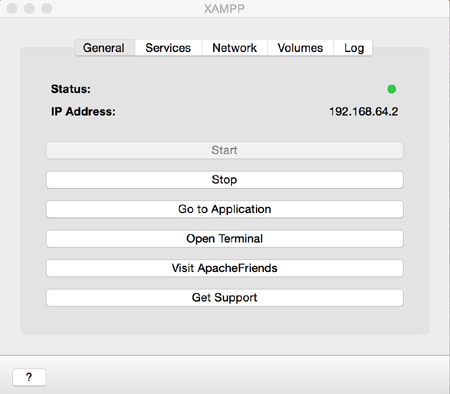 XAMPP
General Services Network Volumes Log
Status:
IP Address: 192.168.64.2
Start
Stop
Go to Application
Open Terminal
Visit ApacheFriends
Get Support
?